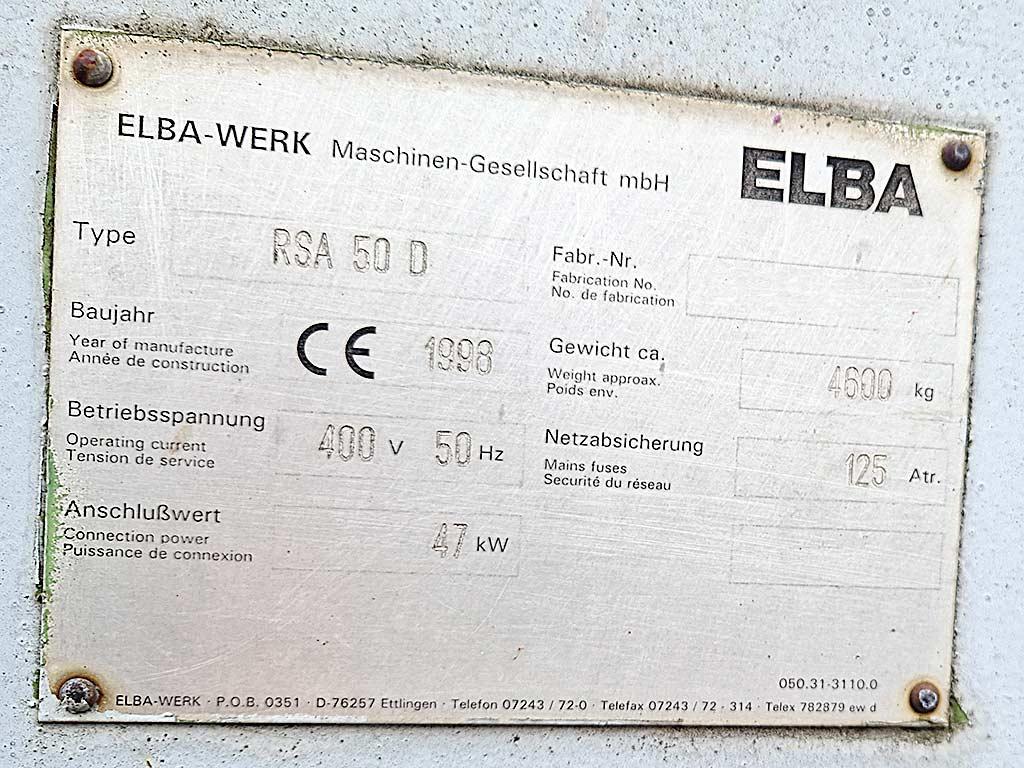 ELBA-WERK Maschinen-Gesellschaft mbH
ELBA
Type RSA 50 D
Fabr.-Nr.
Fabrication No.
No. de fabrication
Baujahr
Year of manufacture
Année de construction
CE 1998
Gewicht ca.
Weight approax.
Poids env.
4600 kg
Betriebsspannung
Operating current
Tension de service
400 V 50 Hz
Netzabsicherung
Mains fuses
Securité du réseau
125 Atr.
Anschlußwert
Connection power
Puissance de connexion
47 kW
050.31-3110.0
ELBA-WERK · P.O.B. 0351 · D-76257 Ettlingen · Telefon 07243 / 72-0 · Telefax 07243 / 72 - 314 · Telex 782879 ew d